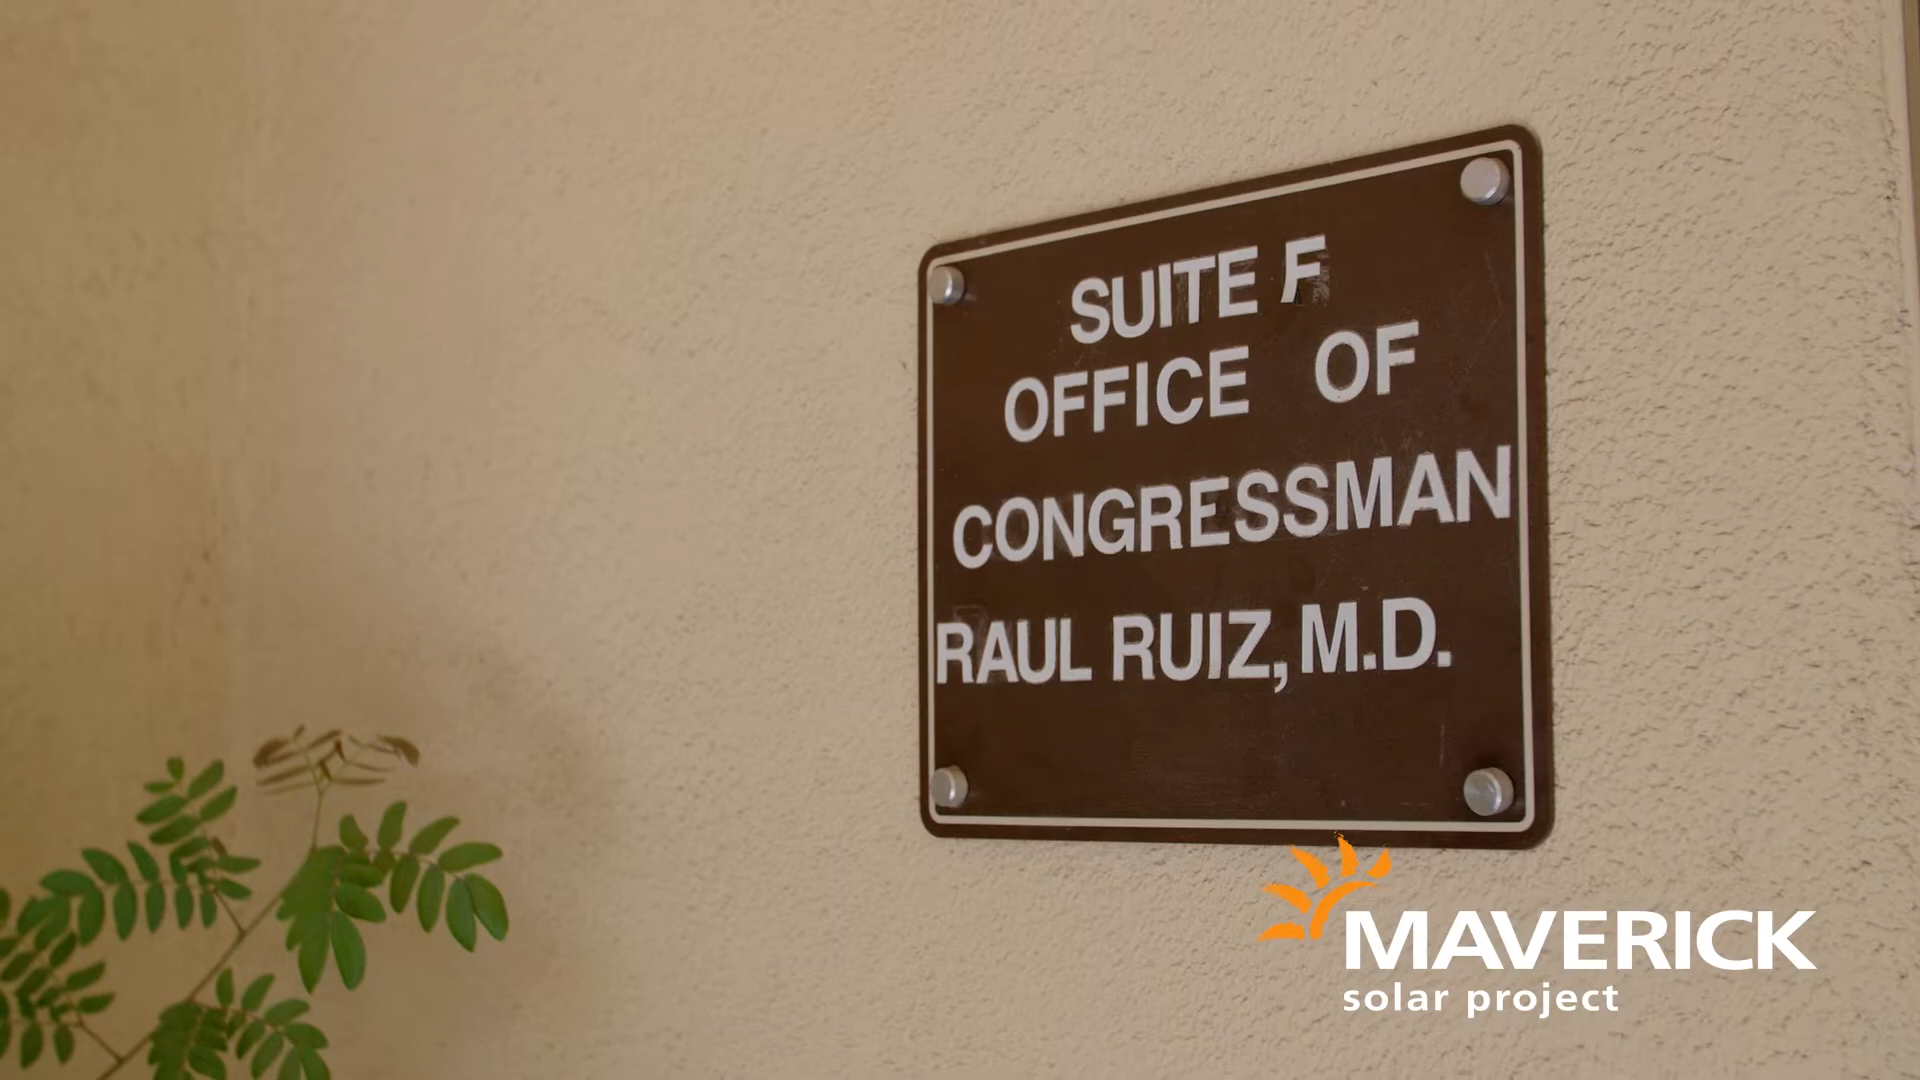 SUITE F
OFFICE OF
CONGRESSMAN
RAUL RUIZ, M.D.
MAVERICK
solar project